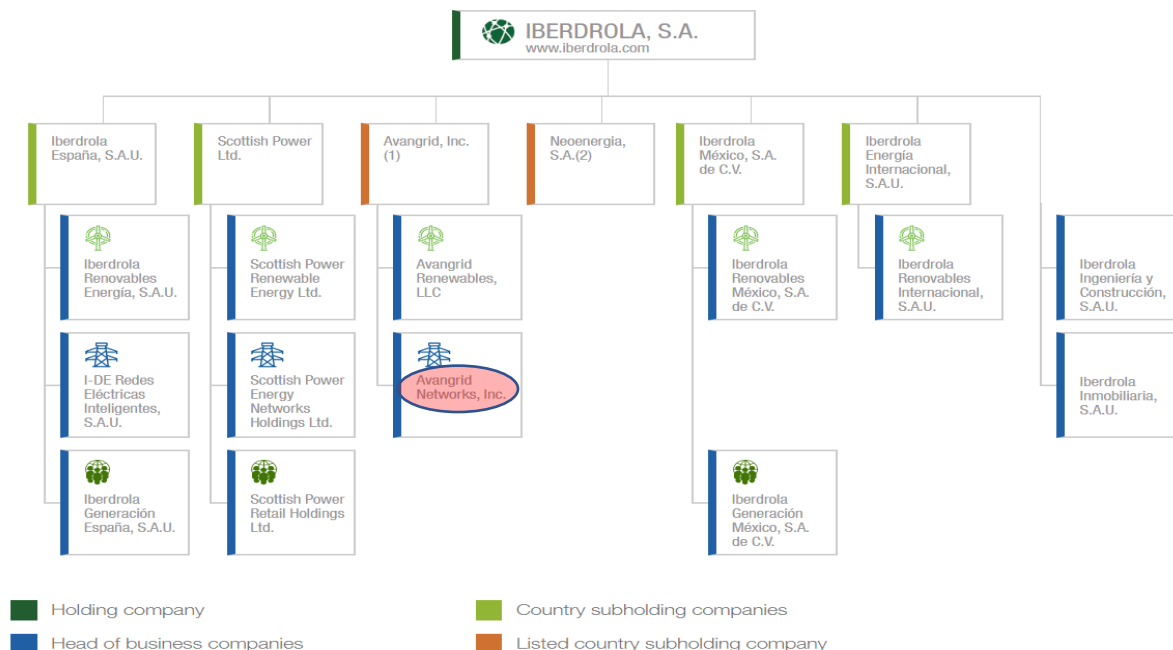 IBERDROLA, S.A.
www.iberdrola.com
Iberdrola
España, S.A.U.
Scottish Power
Ltd.
Avangrid, Inc.
(1)
Neoenergia,
S.A.(2)
Iberdrola
México, S.A.
de C.V.
Iberdrola
Energía
Internacional,
S.A.U.
Iberdrola
Renovables
Energía, S.A.U.
Scottish Power
Renewable
Energy Ltd.
Avangrid
Renewables,
LLC
Iberdrola
Renovables
México, S.A.
de C.V.
Iberdrola
Renovables
Internacional,
S.A.U.
Iberdrola
Ingeniería y
Construcción,
S.A.U.
I-DE Redes
Eléctricas
Inteligentes,
S.A.U.
Scottish Power
Energy
Networks
Holdings Ltd.
Avangrid
Networks, Inc.
Iberdrola
Inmobiliaria,
S.A.U.
Iberdrola
Generación
España, S.A.U.
Scottish Power
Retail Holdings
Ltd.
Iberdrola
Generación
México, S.A.
de C.V.
Holding company
Country subholding companies
Head of business companies
Listed country subholding company